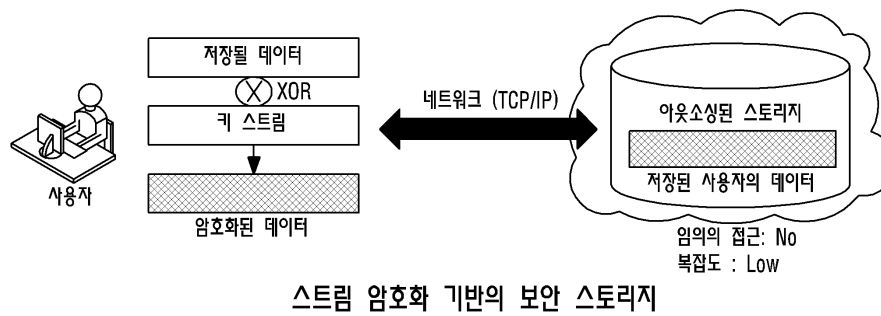 저장될 데이터
XOR
키 스트림
암호화된 데이터
사용자
네트워크 (TCP/IP)
아웃소싱된 스토리지
저장된 사용자의 데이터
임의의 접근: No
복잡도 : Low
스트림 암호화 기반의 보안 스토리지